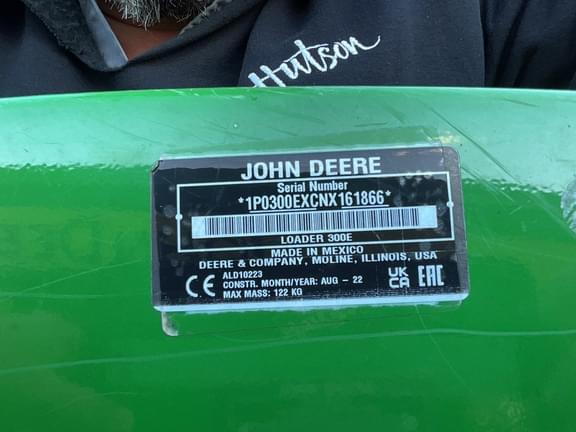 Hutson
JOHN DEERE
Serial Number
*1P0300EXCNX161866*
LOADER 300E
MADE IN MEXICO
DEERE & COMPANY, MOLINE, ILLINOIS, USA
ALD10223
CONSTR. MONTH/YEAR: AUG - 22
MAX MASS: 122 KG
CE
UK
CA
EAC